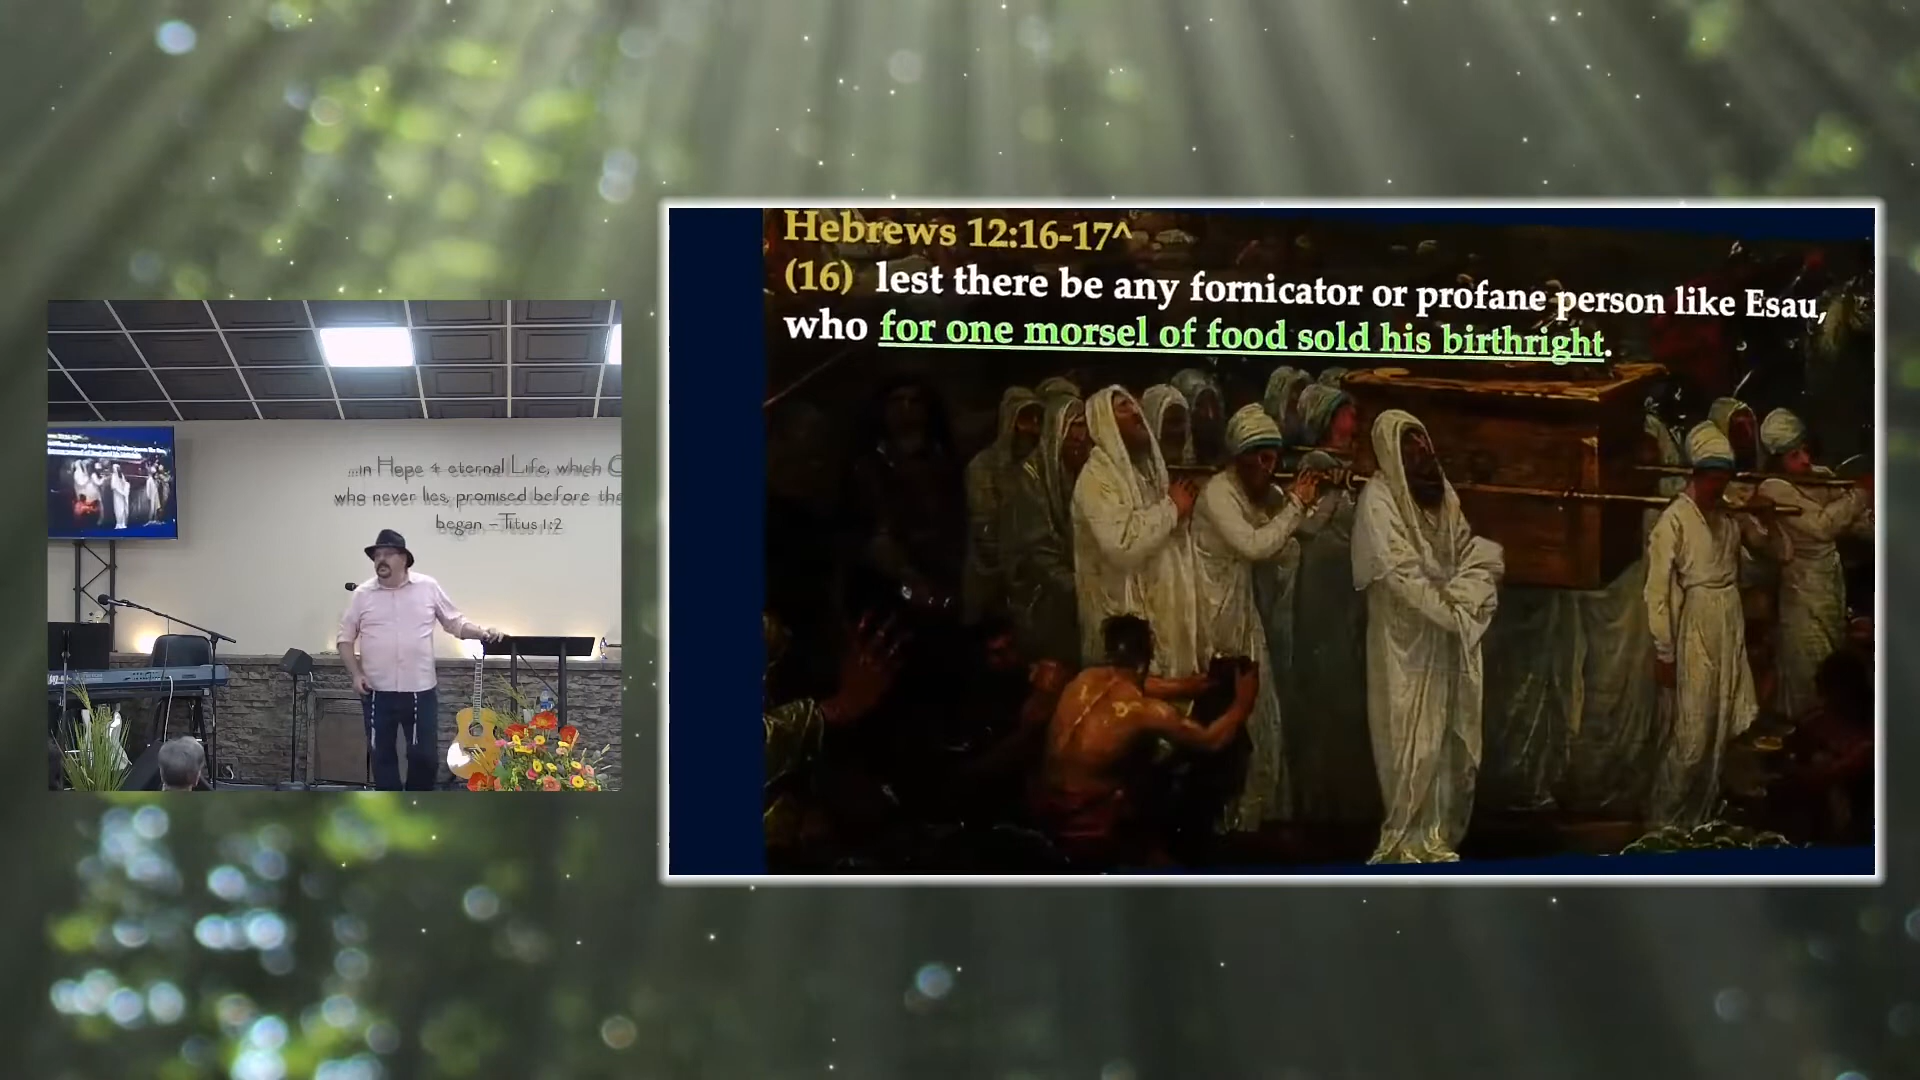 Hebrews 12:16-17^
(16) lest there be any fornicator or profane person like Esau,
who for one morsel of food sold his birthright.
...in Hope 4 eternal Life, which
who never lies, promised before the
began - Titus 1:2